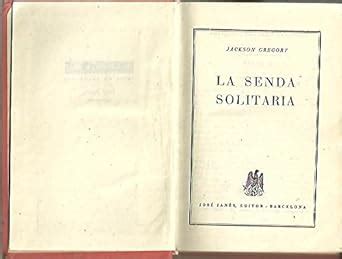 JACKSON GREGORY
LA SENDA
SOLITARIA
JOSÉ JANÉS, EDITOR - BARCELONA